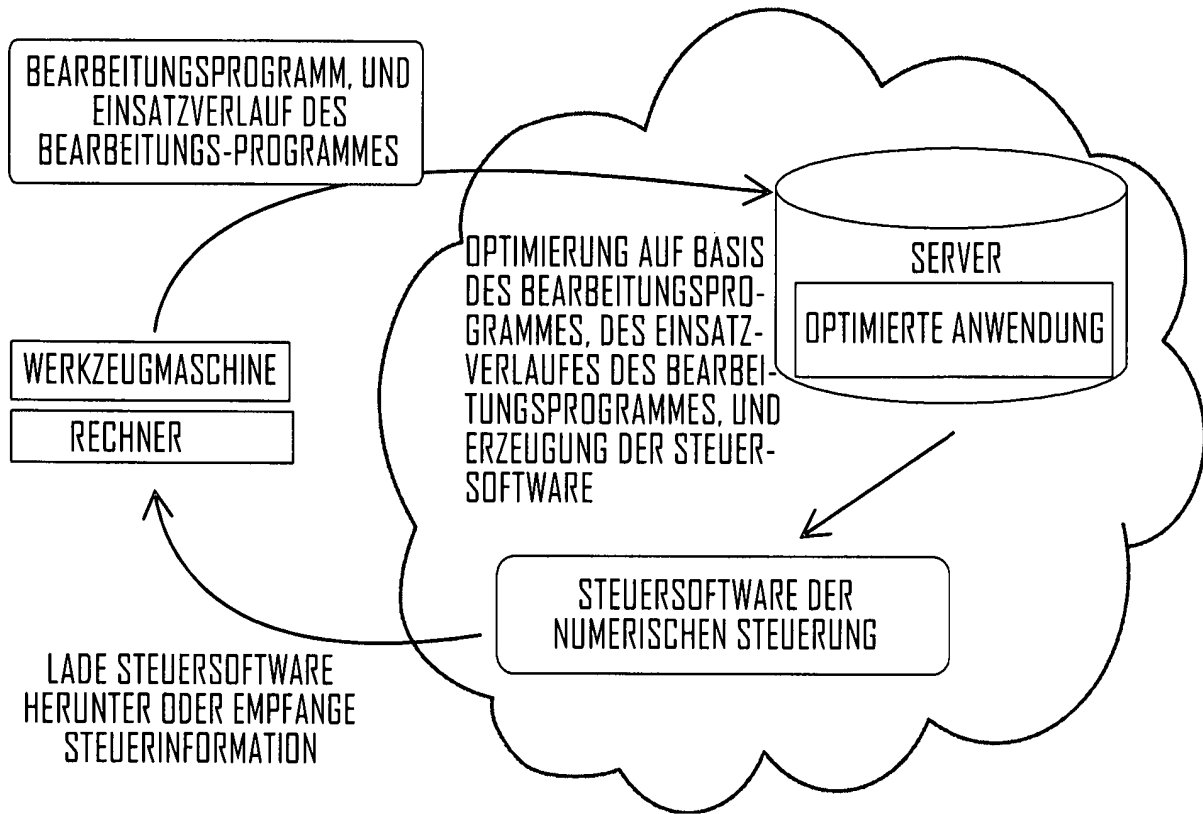 BEARBEITUNGSPROGRAMM, UND
EINSATZVERLAUF DES
BEARBEITUNGS-PROGRAMMES
OPTIMIERUNG AUF BASIS
DES BEARBEITUNGSPRO-
GRAMMES, DES EINSATZ-
VERLAUFES DES BEARBEI-
TUNGSPROGRAMMES, UND
ERZEUGUNG DER STEUER-
SOFTWARE
SERVER
OPTIMIERTE ANWENDUNG
WERKZEUGMASCHINE
RECHNER
STEUERSOFTWARE DER
NUMERISCHEN STEUERUNG
LADE STEUERSOFTWARE
HERUNTER ODER EMPFANGE
STEUERINFORMATION